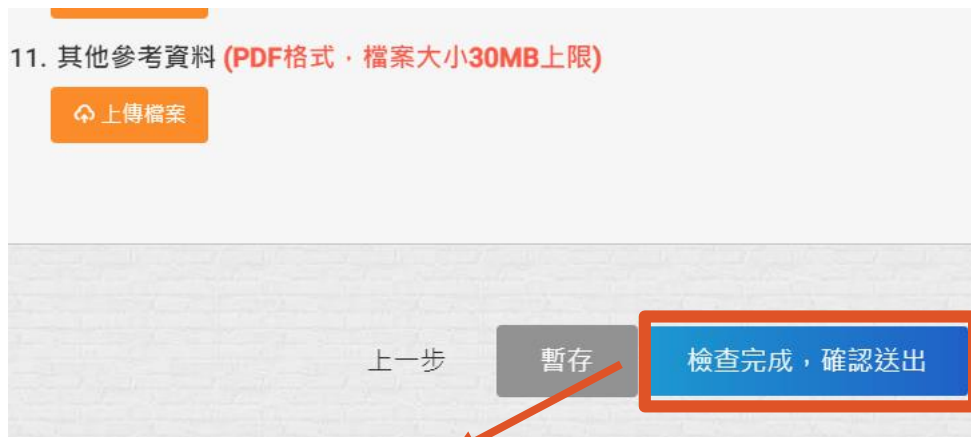 11. 其他參考資料 (PDF格式，檔案大小30MB上限)
上傳檔案
上一步
暫存
檢查完成，確認送出